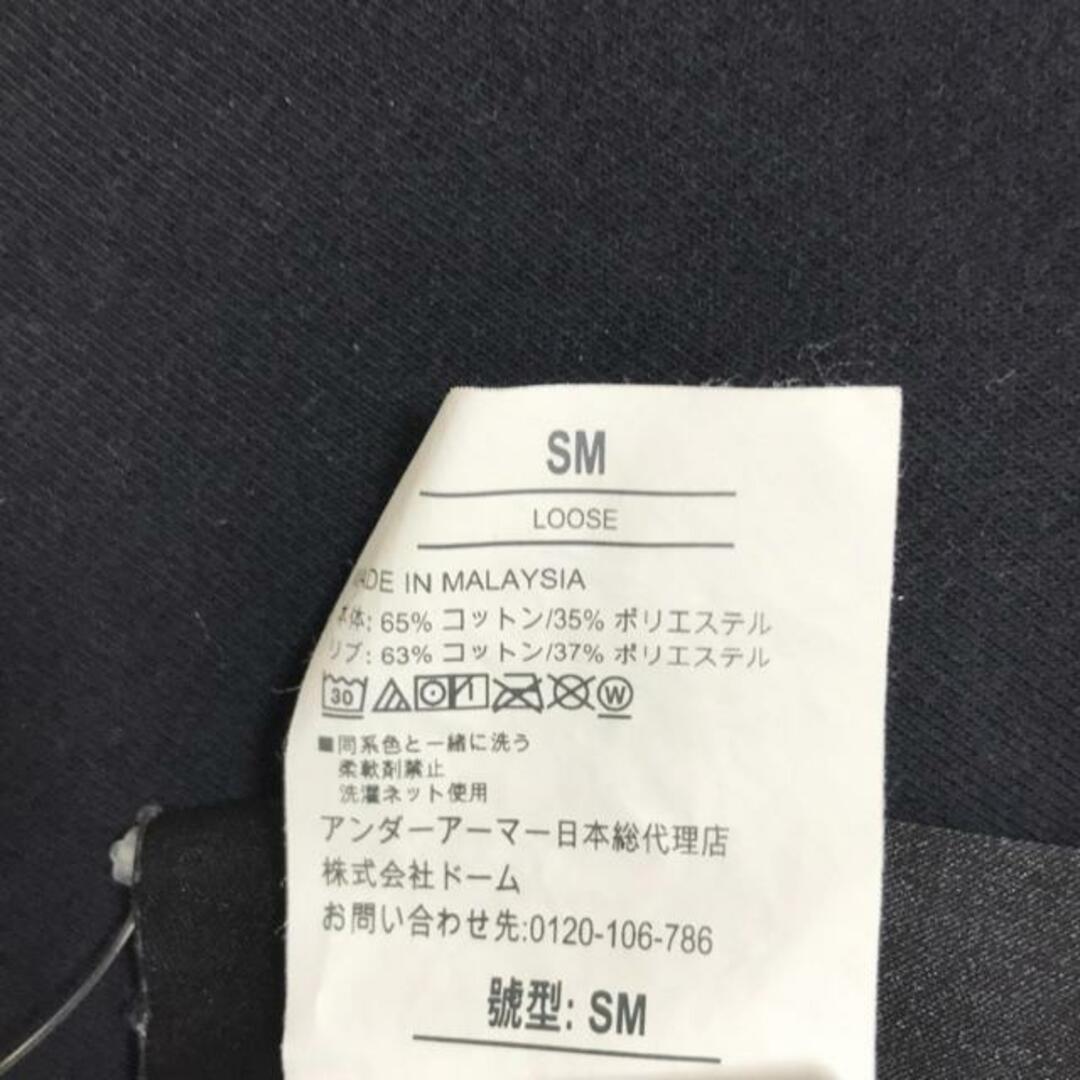 SM
LOOSE
MADE IN MALAYSIA
本体: 65% コットン/35% ポリエステル
リブ: 63% コットン/37% ポリエステル
30 W
■同系色と一緒に洗う
柔軟剤禁止
洗濯ネット使用
アンダーアーマー日本総代理店
株式会社ドーム
お問い合わせ先:0120-106-786
號型: SM